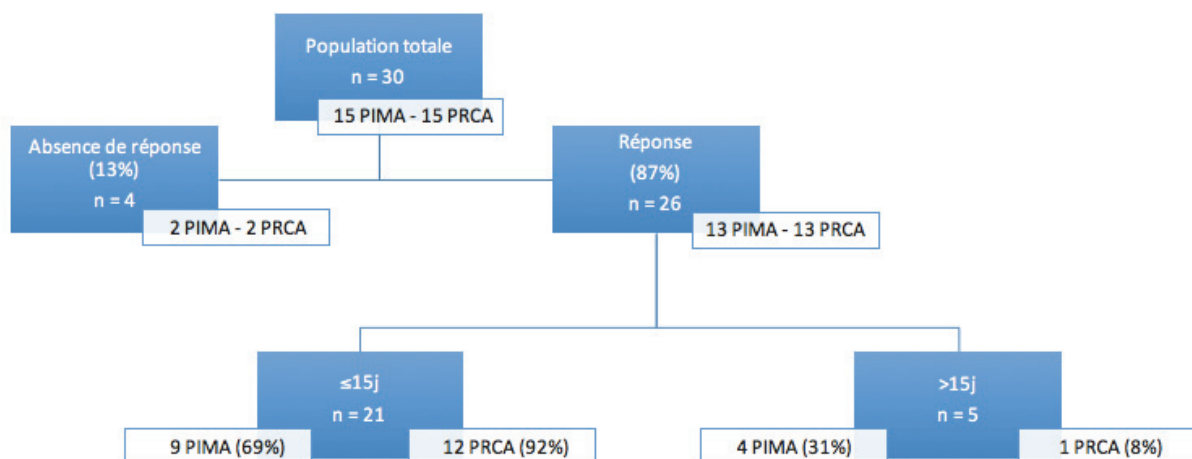 Population totale
n = 30
15 PIMA - 15 PRCA
Absence de réponse
(13%)
n = 4
2 PIMA - 2 PRCA
Réponse
(87%)
n = 26
13 PIMA - 13 PRCA
≤15j
n = 21
9 PIMA (69%)
12 PRCA (92%)
>15j
n = 5
4 PIMA (31%)
1 PRCA (8%)